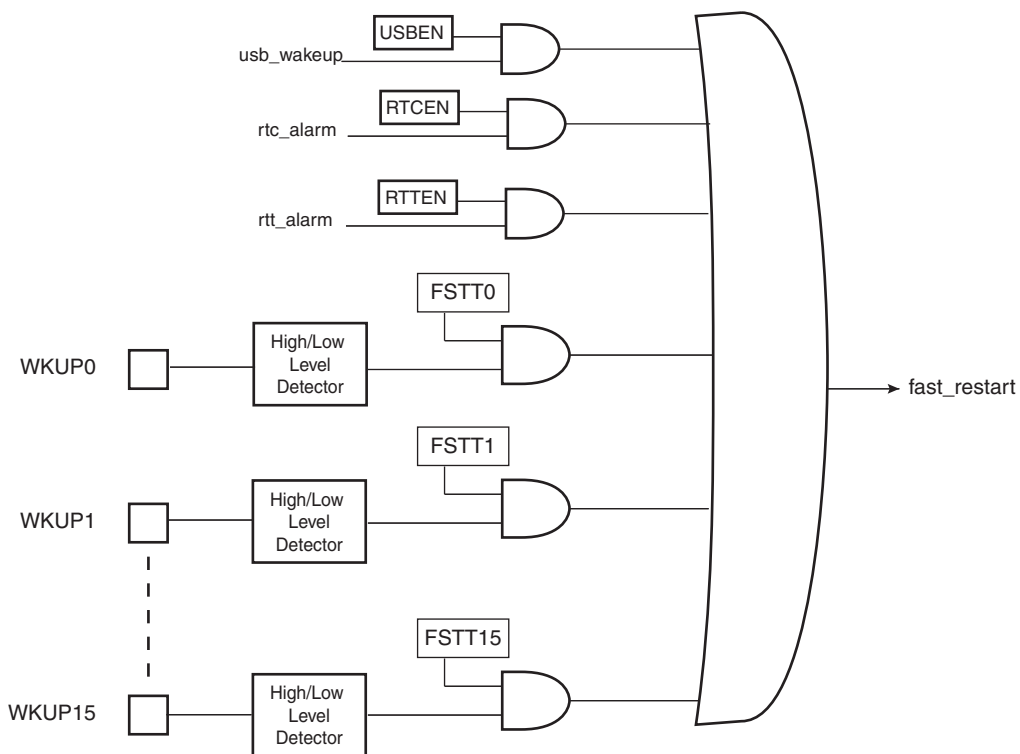 USBEN
usb_wakeup
RTCEN
rtc_alarm
RTTEN
rtt_alarm
FSTT0
WKUP0
High/Low
Level
Detector
fast_restart
FSTT1
WKUP1
High/Low
Level
Detector
FSTT15
WKUP15
High/Low
Level
Detector